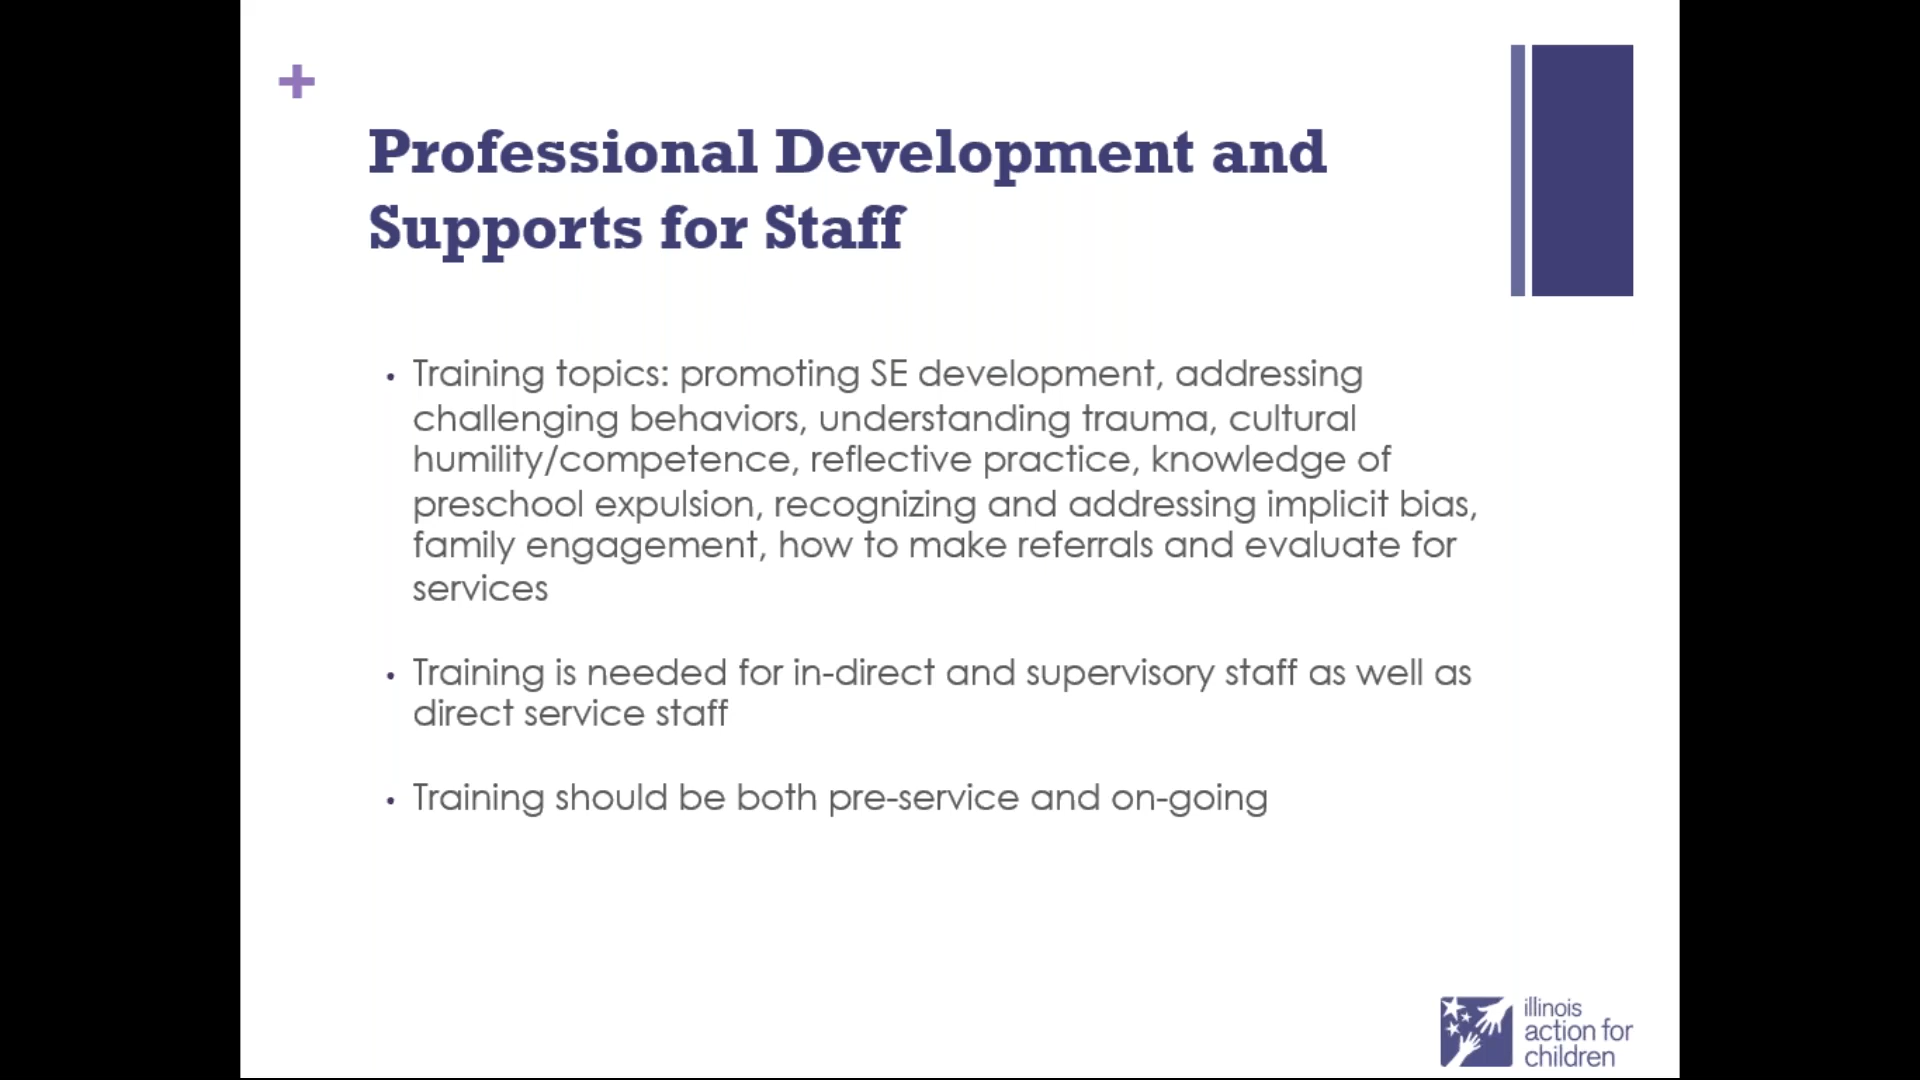 +
Professional Development and
Supports for Staff
• Training topics: promoting SE development, addressing
challenging behaviors, understanding trauma, cultural
humility/competence, reflective practice, knowledge of
preschool expulsion, recognizing and addressing implicit bias,
family engagement, how to make referrals and evaluate for
services
• Training is needed for in-direct and supervisory staff as well as
direct service staff
• Training should be both pre-service and on-going
illinois
action for
children